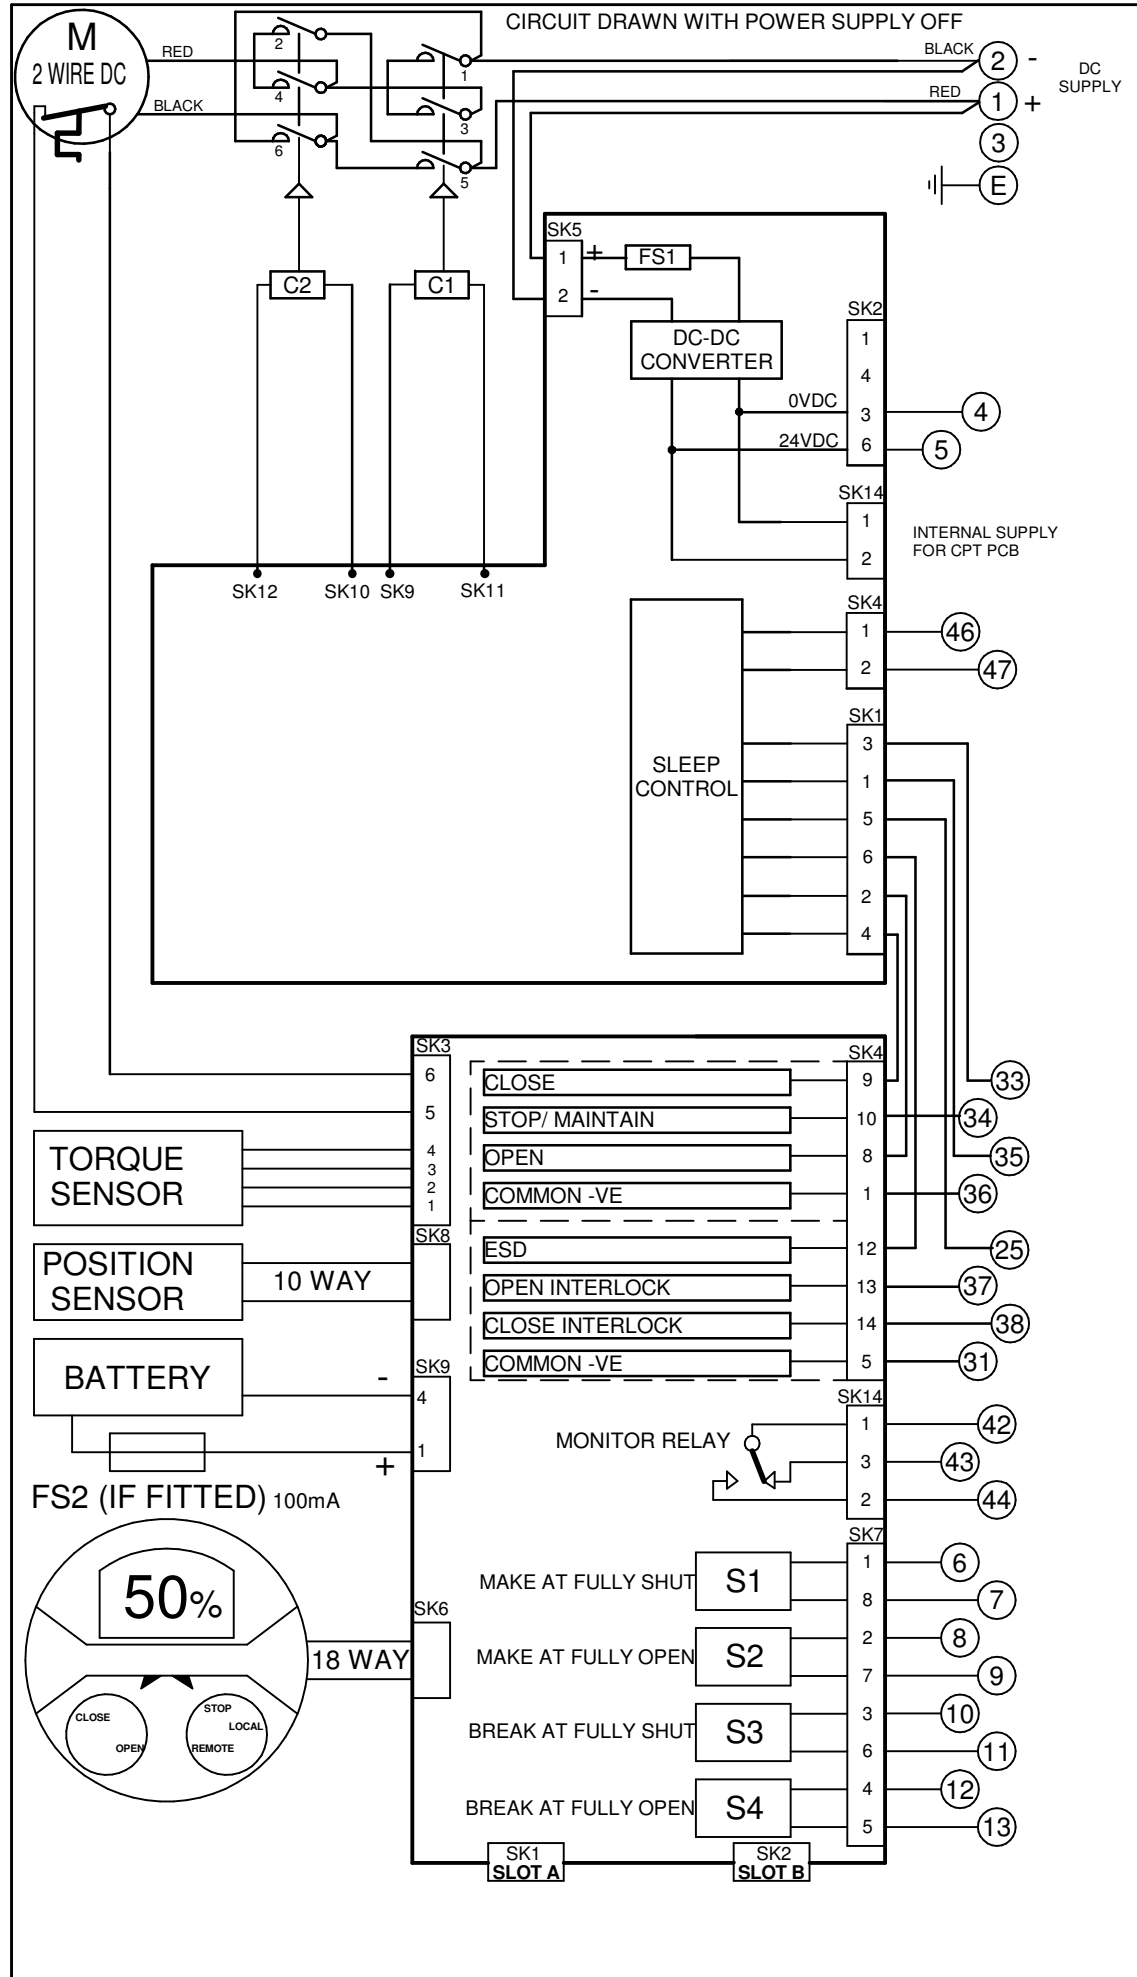 CIRCUIT DRAWN WITH POWER SUPPLY OFF
M
2 WIRE DC
RED
BLACK
2
4
6
1
3
5
BLACK
2 -
RED
1 +
DC
SUPPLY
3
E
C2
C1
SK5
1 +
2 -
FS1
DC-DC
CONVERTER
SK2
1
4
0VDC 3 4
24VDC 6 5
SK14
1
2
INTERNAL SUPPLY
FOR CPT PCB
SK12
SK10
SK9
SK11
SK4
1 46
2 47
SLEEP
CONTROL
SK1
3
1
5
6
2
4
SK3
6
5
4
3
2
1
TORQUE
SENSOR
SK8
POSITION
SENSOR
10 WAY
BATTERY
-
SK9
4
1
+
FS2 (IF FITTED) 100mA
SK4
CLOSE 9 33
STOP/ MAINTAIN 10 34
OPEN 8 35
COMMON -VE 1 36
ESD 12 25
OPEN INTERLOCK 13 37
CLOSE INTERLOCK 14 38
COMMON -VE 5 31
SK14
MONITOR RELAY
1 42
3 43
2 44
50%
CLOSE
OPEN
STOP
LOCAL
REMOTE
18 WAY
SK6
SK7
MAKE AT FULLY SHUT S1
1 6
8 7
MAKE AT FULLY OPEN S2
2 8
7 9
BREAK AT FULLY SHUT S3
3 10
6 11
BREAK AT FULLY OPEN S4
4 12
5 13
SK1
SLOT A
SK2
SLOT B